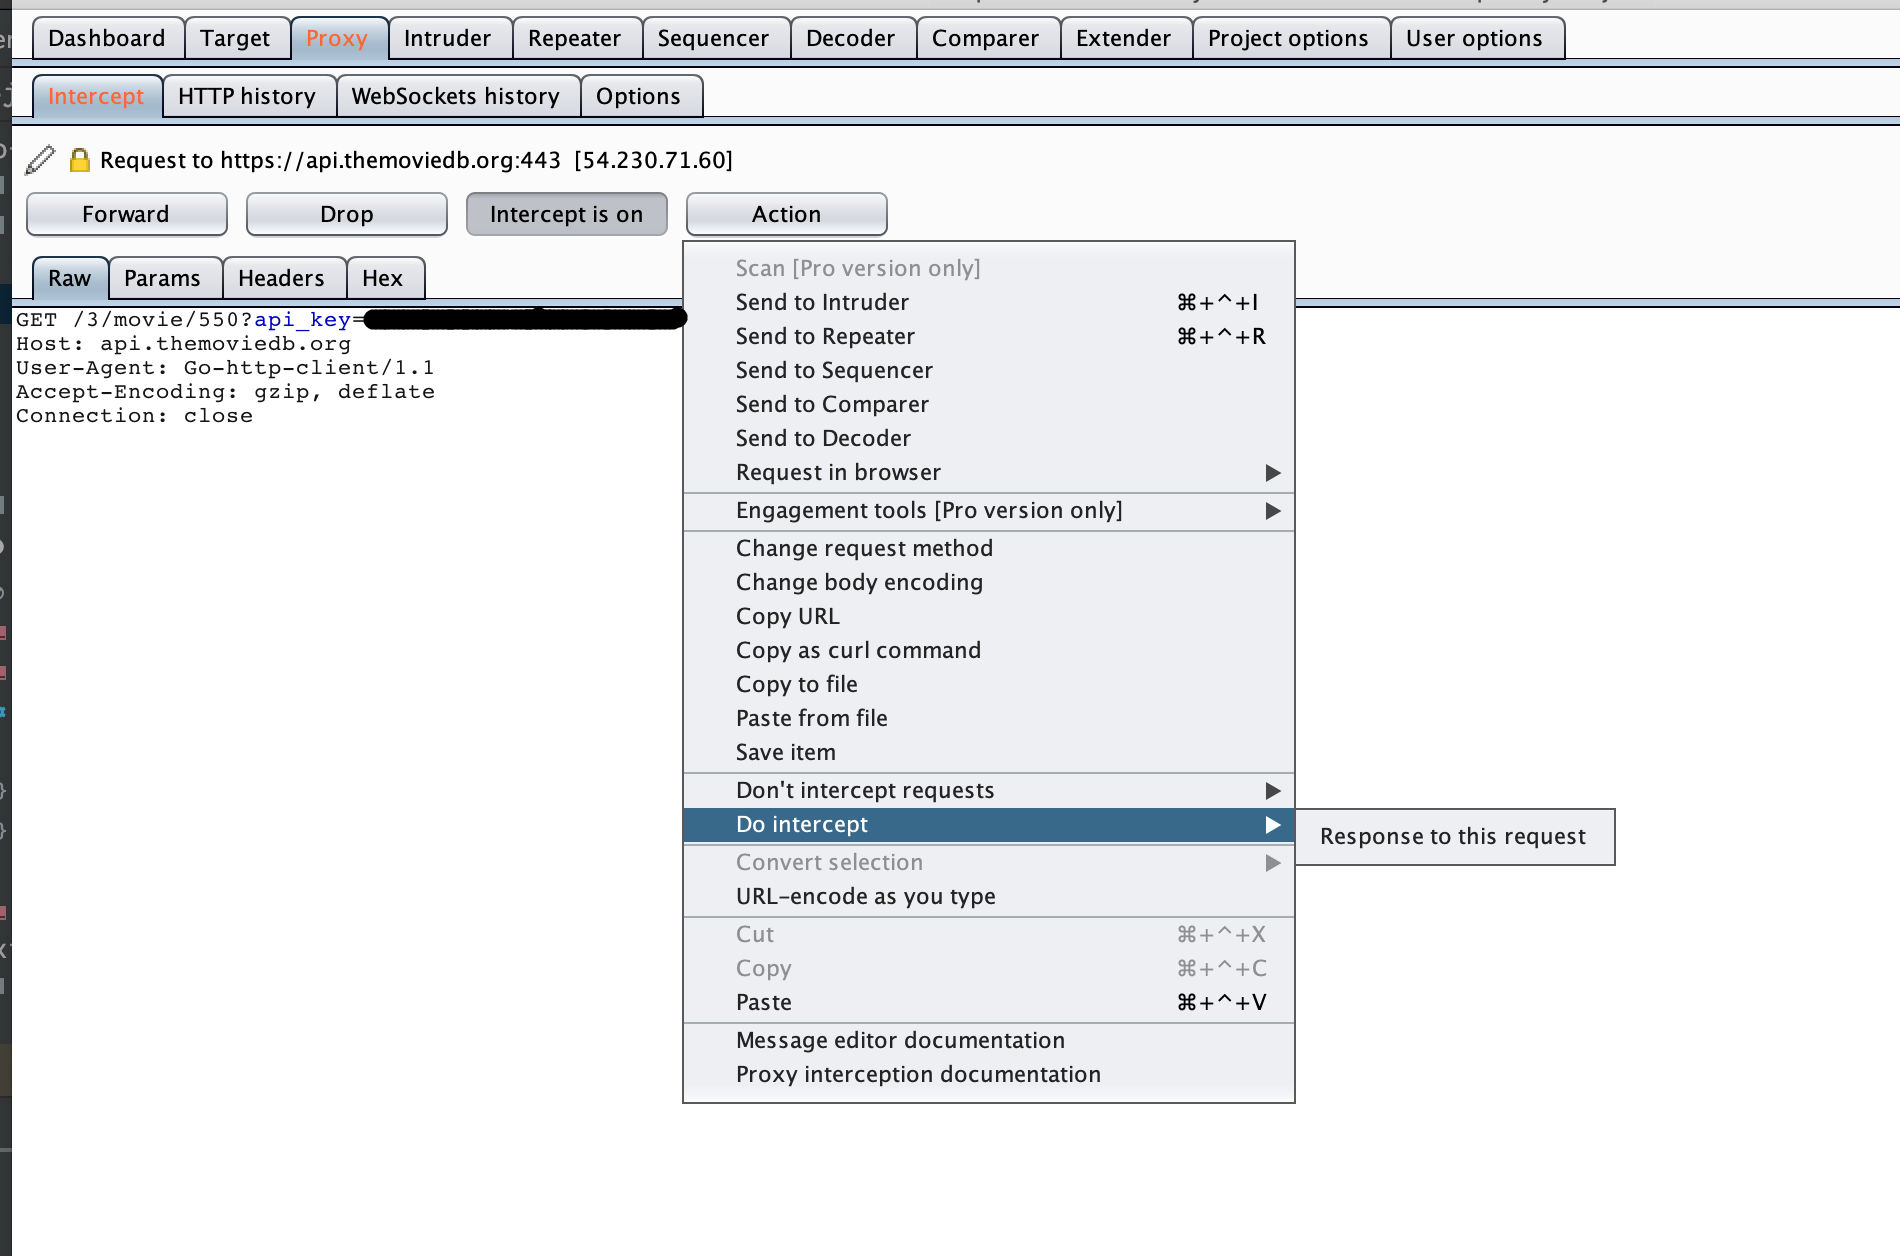 Dashboard Target Proxy Intruder Repeater Sequencer Decoder Comparer Extender Project options User options
Intercept HTTP history WebSockets history Options
Request to https://api.themoviedb.org:443 [54.230.71.60]
Forward Drop Intercept is on Action
Raw Params Headers Hex
GET /3/movie/550?api_key=
Host: api.themoviedb.org
User-Agent: Go-http-client/1.1
Accept-Encoding: gzip, deflate
Connection: close
Scan [Pro version only]
Send to Intruder ⌘+^+I
Send to Repeater ⌘+^+R
Send to Sequencer
Send to Comparer
Send to Decoder
Request in browser
Engagement tools [Pro version only]
Change request method
Change body encoding
Copy URL
Copy as curl command
Copy to file
Paste from file
Save item
Don't intercept requests
Do intercept
Response to this request
Convert selection
URL-encode as you type
Cut ⌘+^+X
Copy ⌘+^+C
Paste ⌘+^+V
Message editor documentation
Proxy interception documentation